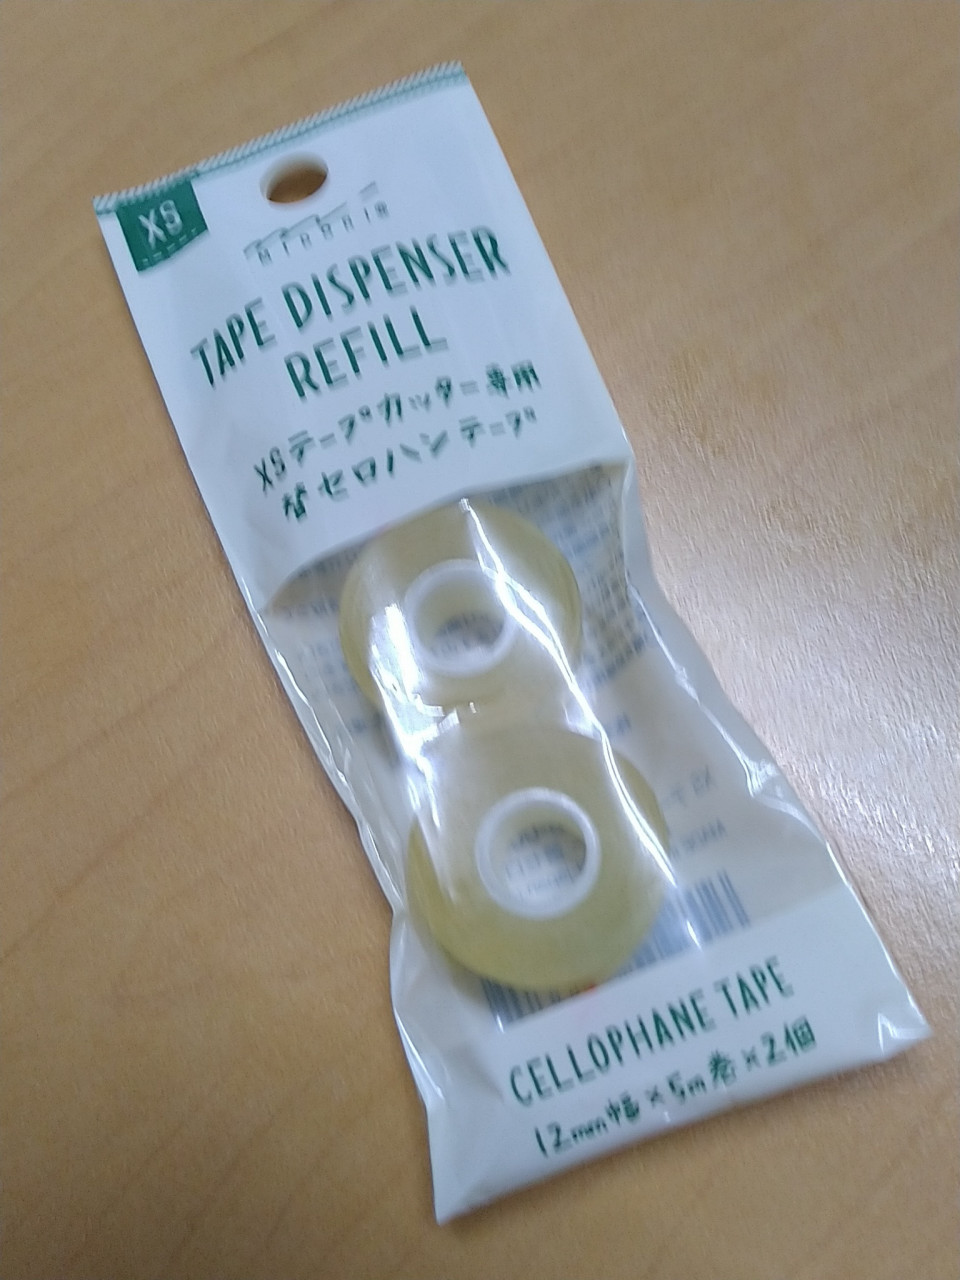 XS
TAPE DISPENSER
REFILL
XSテープカッター専用
替セロハンテープ
CELLOPHANE TAPE
12mm幅×5m巻×2個